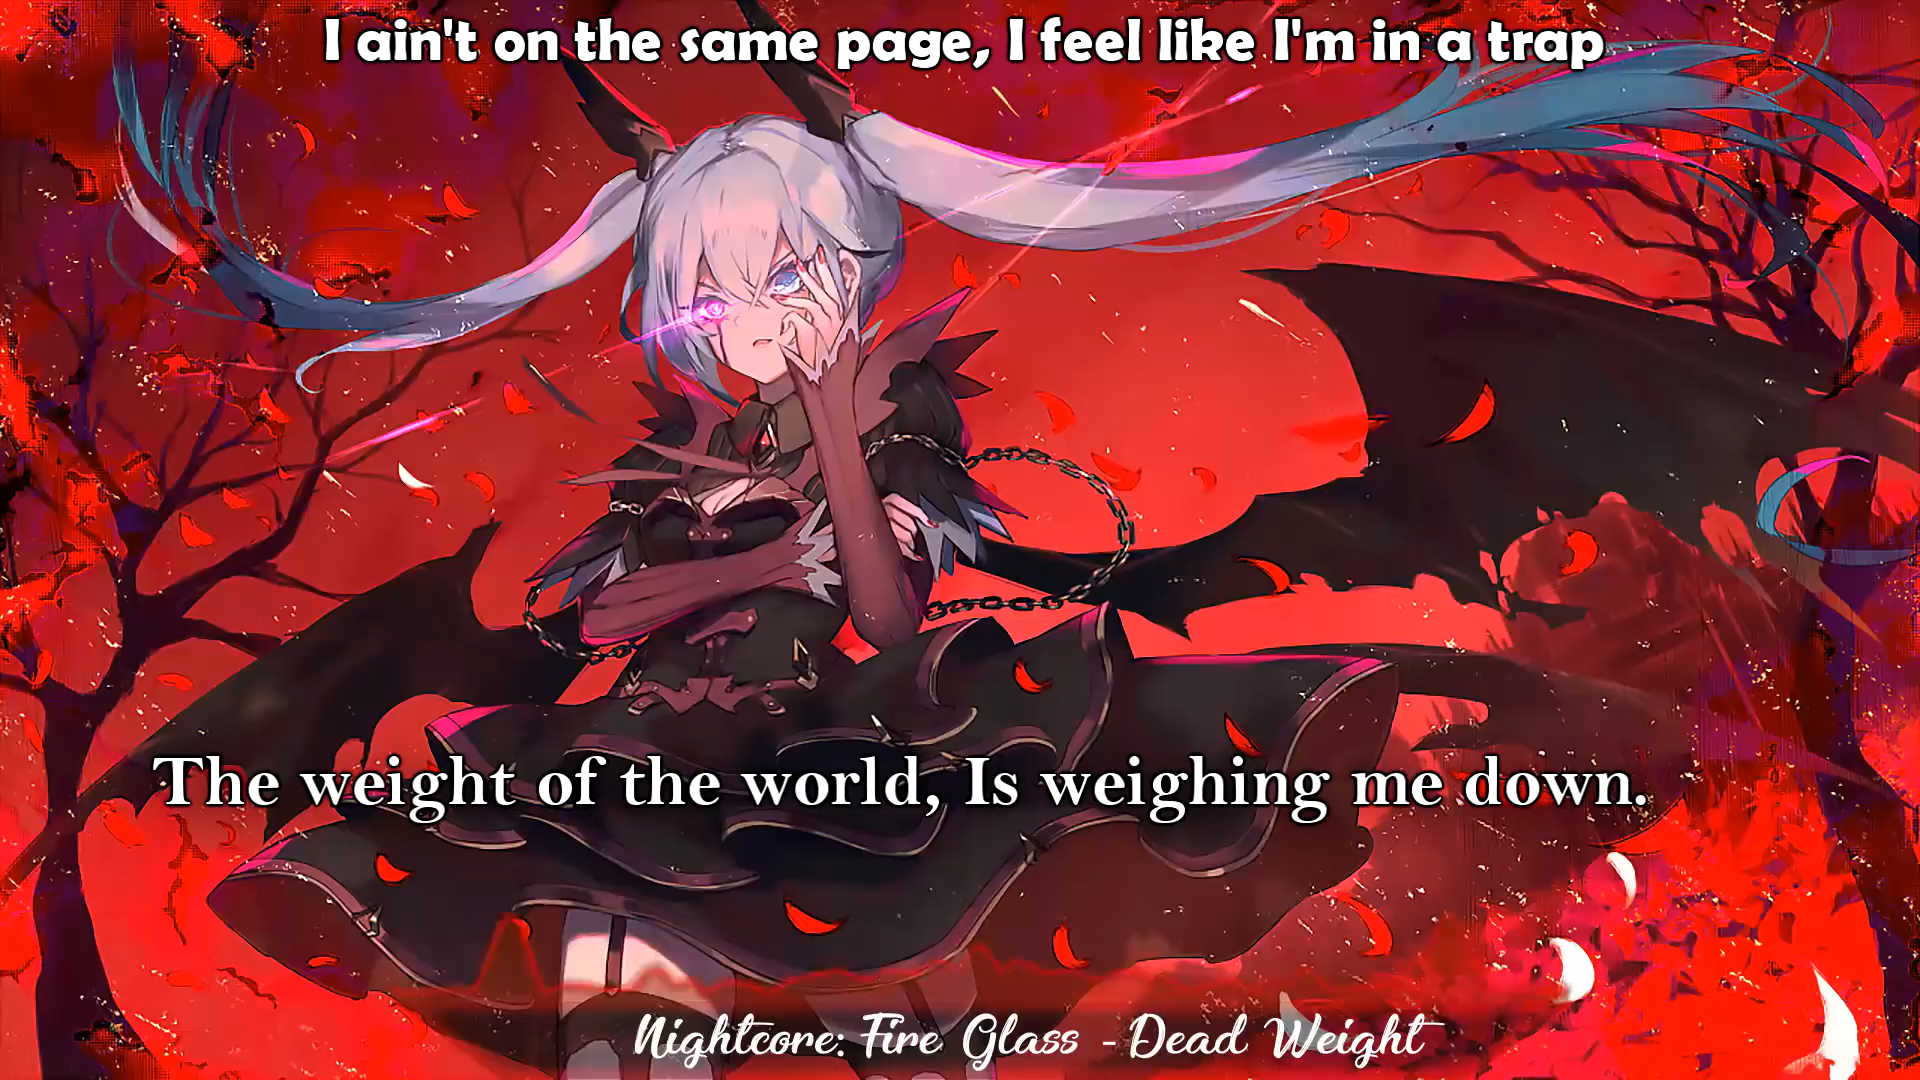 I ain't on the same page, I feel like I'm in a trap
The weight of the world, Is weighing me down.
Nightcore: Fire Glass - Dead Weight